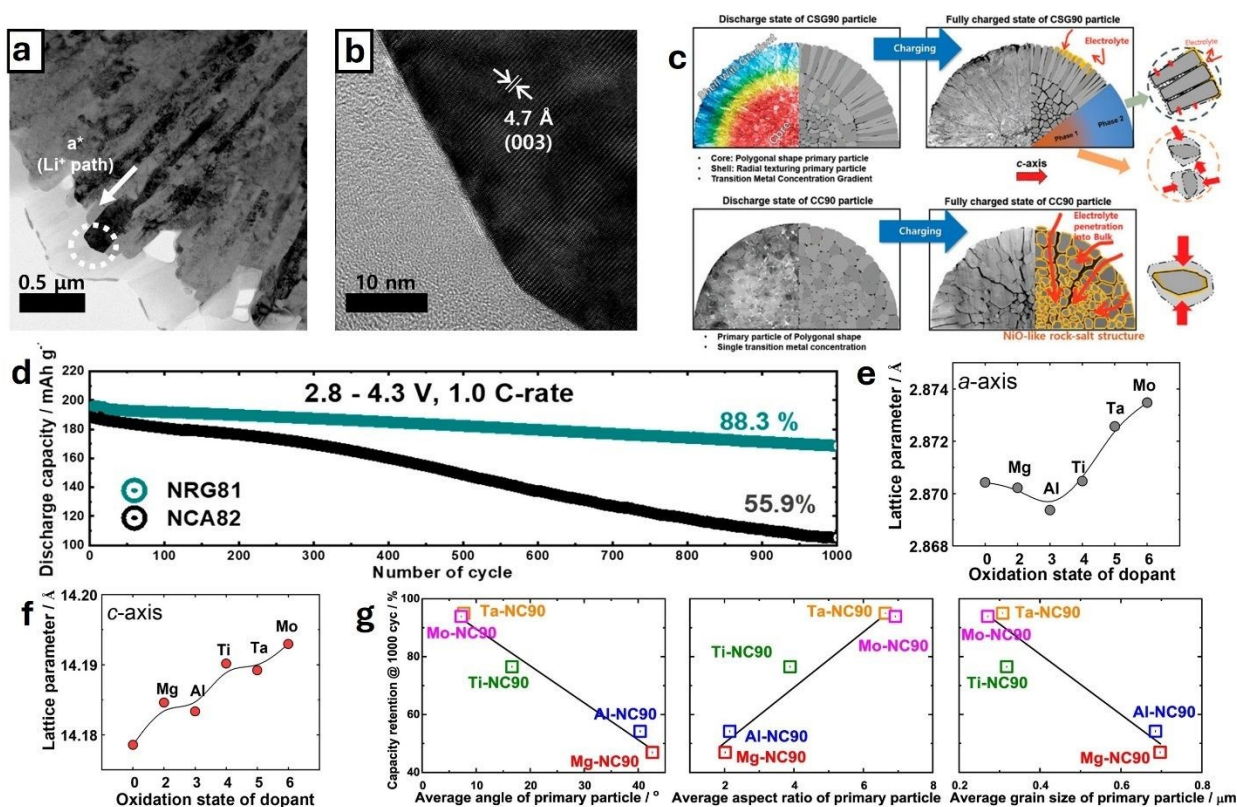 a
a*
(Li⁺ path)
0.5 μm
b
4.7 Å
(003)
10 nm
c
Discharge state of CSG90 particle
Charging
Fully charged state of CSG90 particle
Electrolyte
Electrolyte
Core
Phase 1
Phase 2
Core: Polygonal shape primary particle
Shell: Radial texturing primary particle
Transition Metal Concentration Gradient
c-axis
Discharge state of CC90 particle
Charging
Fully charged state of CC90 particle
Electrolyte
penetration
into Bulk
Primary particle of Polygonal shape
Single transition metal concentration
NiO-like rock-salt structure
d
Discharge capacity / mAh g⁻
220
200
180
160
140
120
100
2.8 - 4.3 V, 1.0 C-rate
88.3 %
55.9%
NRG81
NCA82
0 100 200 300 400 500 600 700 800 900 1000
Number of cycle
e
a-axis
Lattice parameter / Å
2.874
2.872
2.870
2.868
Mg
Al
Ti
Ta
Mo
0 2 3 4 5 6
Oxidation state of dopant
f
c-axis
Lattice parameter / Å
14.20
14.19
14.18
Mg
Al
Ti
Ta
Mo
0 2 3 4 5 6
Oxidation state of dopant
g
Capacity retention @ 1000 cyc / %
100
80
60
40
Ta-NC90
Mo-NC90
Ti-NC90
Al-NC90
Mg-NC90
0 10 20 30 40
Average angle of primary particle / °
Ta-NC90
Mo-NC90
Ti-NC90
Al-NC90
Mg-NC90
0 2 4 6 8
Average aspect ratio of primary particle
Ta-NC90
Mo-NC90
Ti-NC90
Al-NC90
Mg-NC90
0.2 0.4 0.6 0.8
Average grain size of primary particle / μm